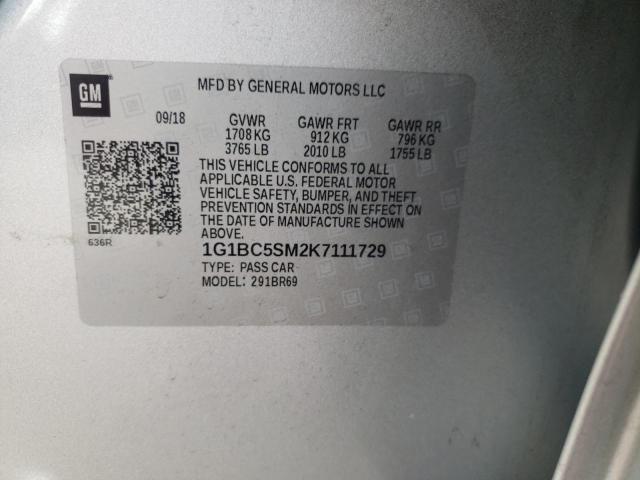 GM
MFD BY GENERAL MOTORS LLC
09/18 GVWR GAWR FRT GAWR RR
1708 KG 912 KG 796 KG
3765 LB 2010 LB 1755 LB
THIS VEHICLE CONFORMS TO ALL
APPLICABLE U.S. FEDERAL MOTOR
VEHICLE SAFETY, BUMPER, AND THEFT
PREVENTION STANDARDS IN EFFECT ON
THE DATE OF MANUFACTURE SHOWN
ABOVE.
636R
1G1BC5SM2K7111729
TYPE: PASS CAR
MODEL: 291BR69